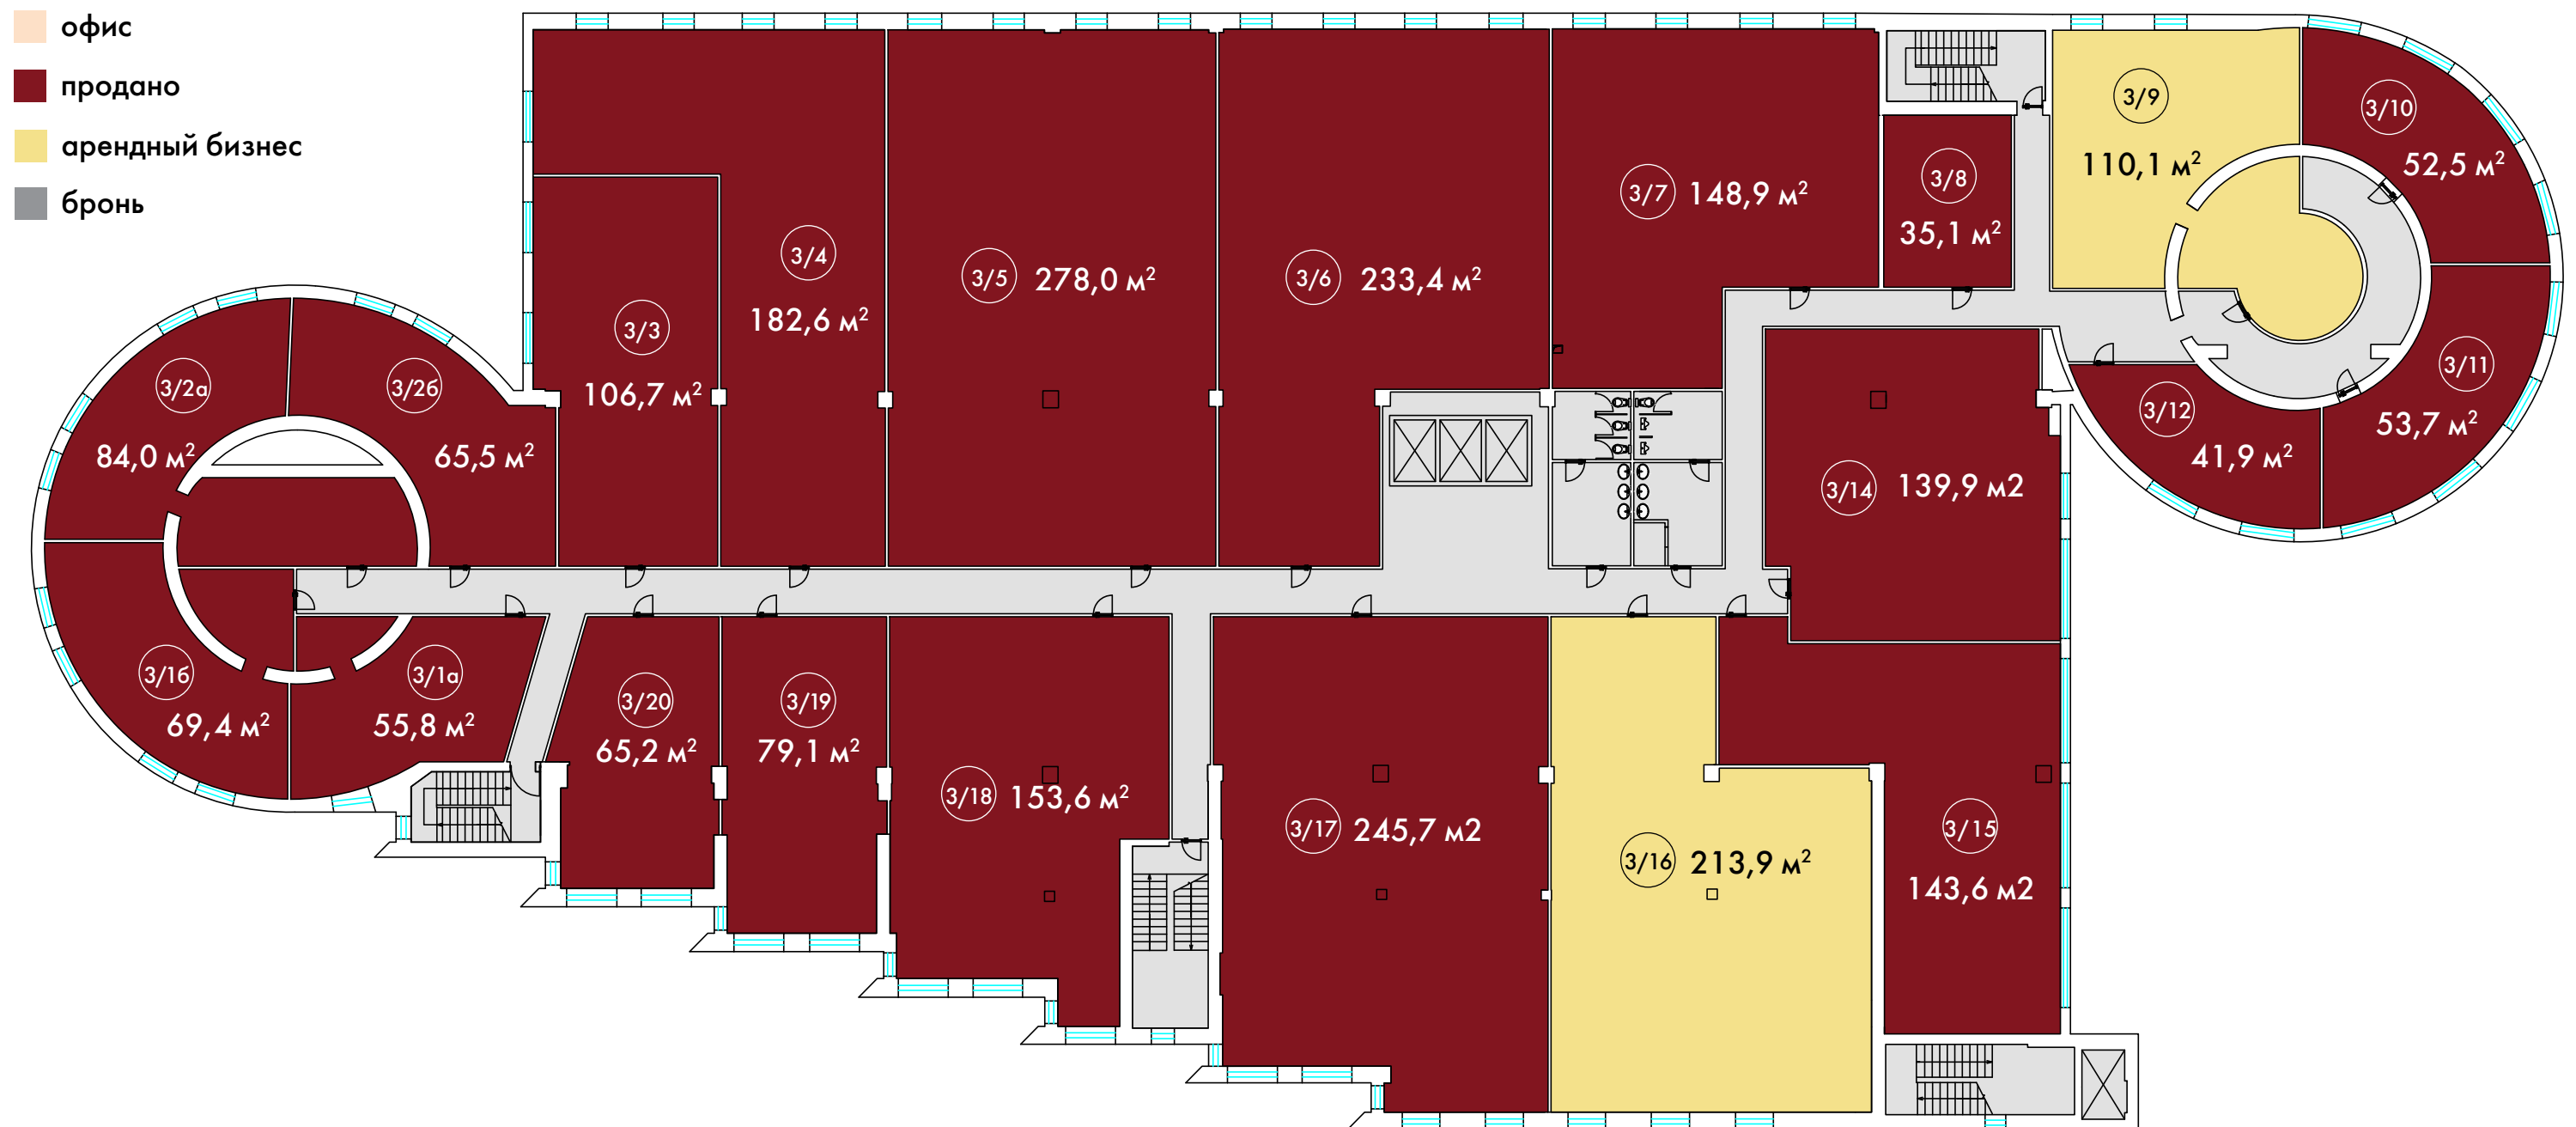 офис
продано
арендный бизнес
бронь
3/9
110,1 м²
3/10
52,5 м²
3/7 148,9 м²
3/8
35,1 м²
3/4
182,6 м²
3/5 278,0 м²
3/6 233,4 м²
3/3
106,7 м²
3/2а
84,0 м²
3/2б
65,5 м²
3/11
53,7 м²
3/12
41,9 м²
3/14 139,9 м2
3/1б
69,4 м²
3/1а
55,8 м²
3/20
65,2 м²
3/19
79,1 м²
3/18 153,6 м²
3/17 245,7 м2
3/16 213,9 м²
3/15
143,6 м2